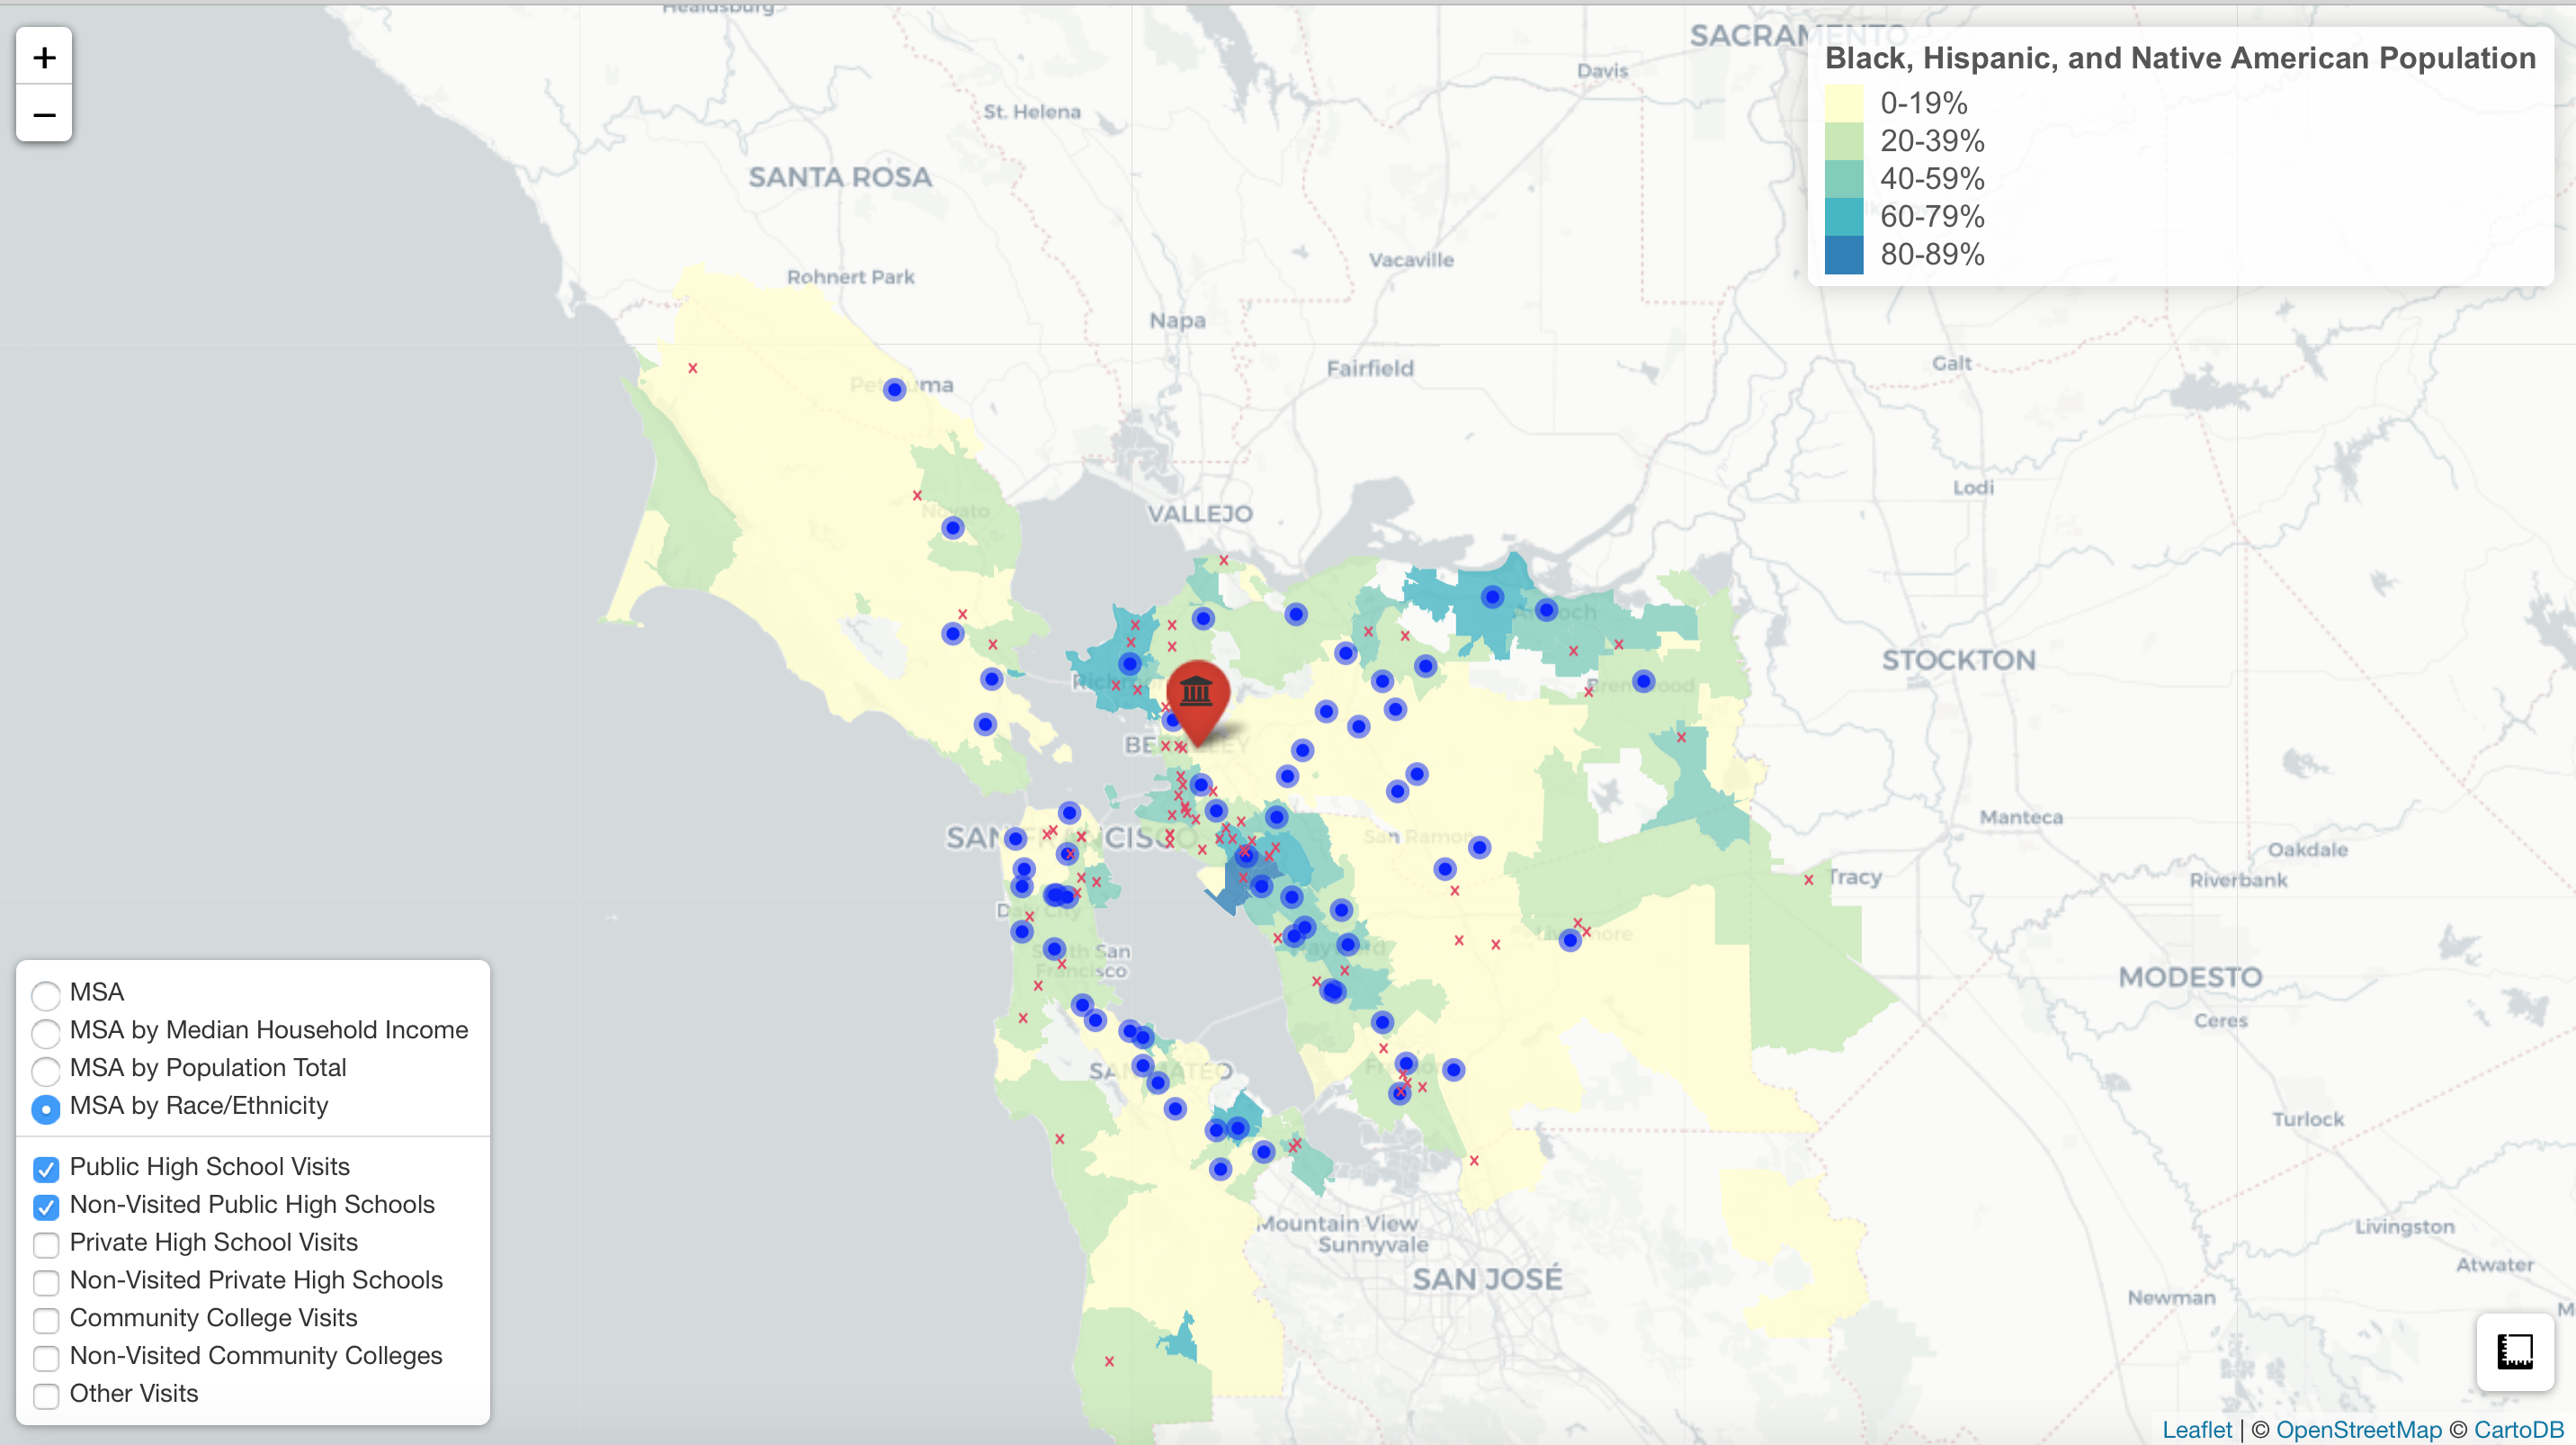 Healdsburg
SACRAMENTO
Davis
St. Helena
SANTA ROSA
Rohnert Park
Vacaville
Napa
Fairfield
Galt
Petaluma
Lodi
Novato
VALLEJO
Antioch
Richmond
Brentwood
STOCKTON
BERKELEY
SAN FRANCISCO
San Ramon
Manteca
Oakdale
Tracy
Riverbank
Daly City
Livermore
Hayward
South San
Francisco
MODESTO
Ceres
SAN MATEO
Fremont
Turlock
Mountain View
Sunnyvale
Livingston
SAN JOSÉ
Atwater
Newman
+
−
Black, Hispanic, and Native American Population
0-19%
20-39%
40-59%
60-79%
80-89%
MSA
MSA by Median Household Income
MSA by Population Total
MSA by Race/Ethnicity
Public High School Visits
Non-Visited Public High Schools
Private High School Visits
Non-Visited Private High Schools
Community College Visits
Non-Visited Community Colleges
Other Visits
Leaflet | © OpenStreetMap © CartoDB